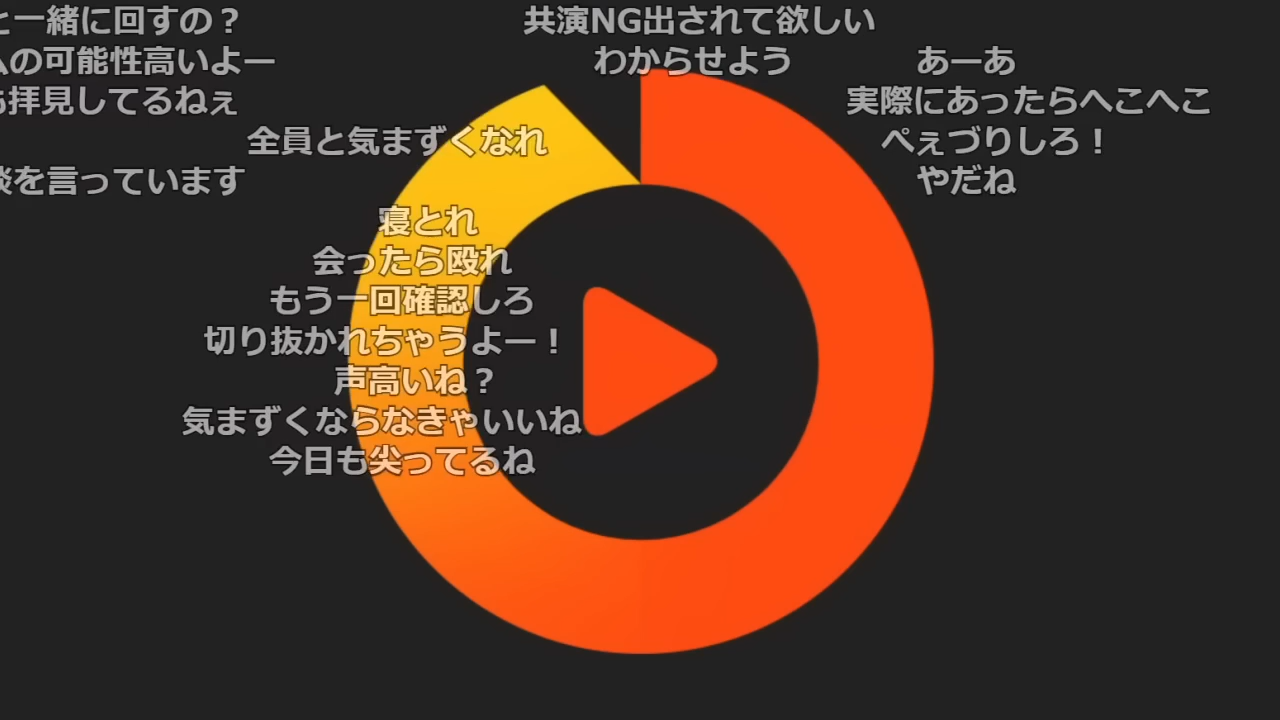 と一緒に回すの？
共演NG出されて欲しい
の可能性高いよー
わからせよう
あーあ
拝見してるねぇ
実際にあったらへこへこ
全員と気まずくなれ
ぺぇづりしろ！
談を言っています
やだね
寝とれ
会ったら殴れ
もう一回確認しろ
切り抜かれちゃうよー！
声高いね？
気まずくならなきゃいいね
今日も尖ってるね